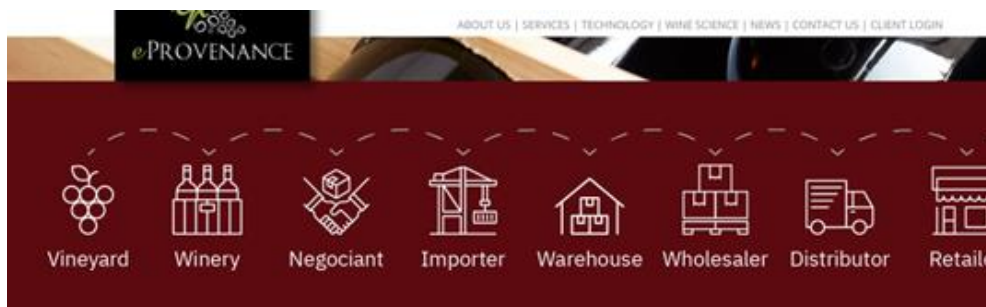 ABOUT US | SERVICES | TECHNOLOGY | WINE SCIENCE | NEWS | CONTACT US | CLIENT LOGIN
ePROVENANCE
Vineyard Winery Negociant Importer Warehouse Wholesaler Distributor Retaile